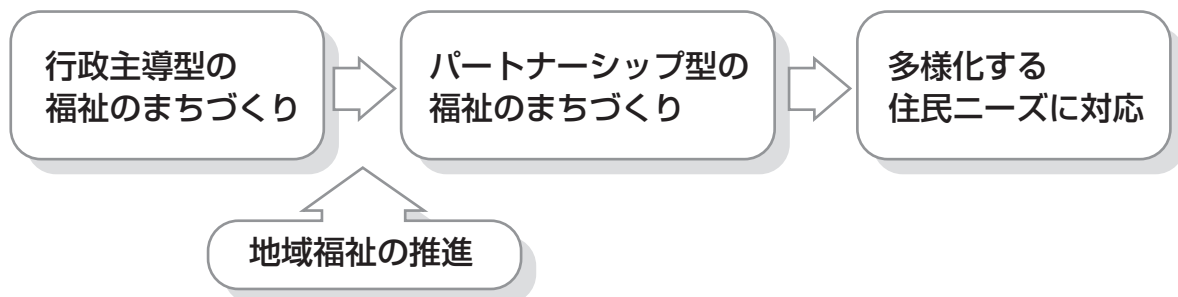 行政主導型の
福祉のまちづくり
パートナーシップ型の
福祉のまちづくり
多様化する
住民ニーズに対応
地域福祉の推進